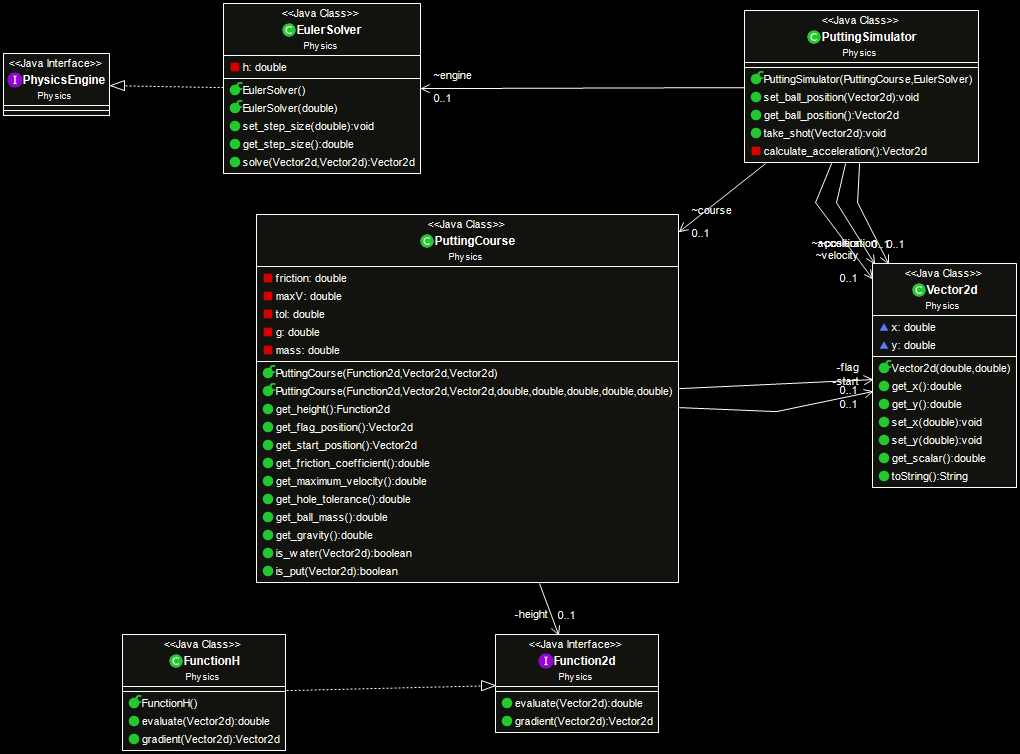 <<Java Interface>>
I PhysicsEngine
Physics
<<Java Class>>
C EulerSolver
Physics
h: double
EulerSolver()
EulerSolver(double)
set_step_size(double):void
get_step_size():double
solve(Vector2d,Vector2d):Vector2d
~engine
0..1
<<Java Class>>
C PuttingSimulator
Physics
PuttingSimulator(PuttingCourse,EulerSolver)
set_ball_position(Vector2d):void
get_ball_position():Vector2d
take_shot(Vector2d):void
calculate_acceleration():Vector2d
~course
0..1
0..1
~velocity
0..1
<<Java Class>>
C PuttingCourse
Physics
friction: double
maxV: double
tol: double
g: double
mass: double
PuttingCourse(Function2d,Vector2d,Vector2d)
PuttingCourse(Function2d,Vector2d,Vector2d,double,double,double,double,double)
get_height():Function2d
get_flag_position():Vector2d
get_start_position():Vector2d
get_friction_coefficient():double
get_maximum_velocity():double
get_hole_tolerance():double
get_ball_mass():double
get_gravity():double
is_water(Vector2d):boolean
is_put(Vector2d):boolean
-flag
-start
0..1
0..1
<<Java Class>>
C Vector2d
Physics
x: double
y: double
Vector2d(double,double)
get_x():double
get_y():double
set_x(double):void
set_y(double):void
get_scalar():double
toString():String
-height
0..1
<<Java Class>>
C FunctionH
Physics
FunctionH()
evaluate(Vector2d):double
gradient(Vector2d):Vector2d
<<Java Interface>>
I Function2d
Physics
evaluate(Vector2d):double
gradient(Vector2d):Vector2d